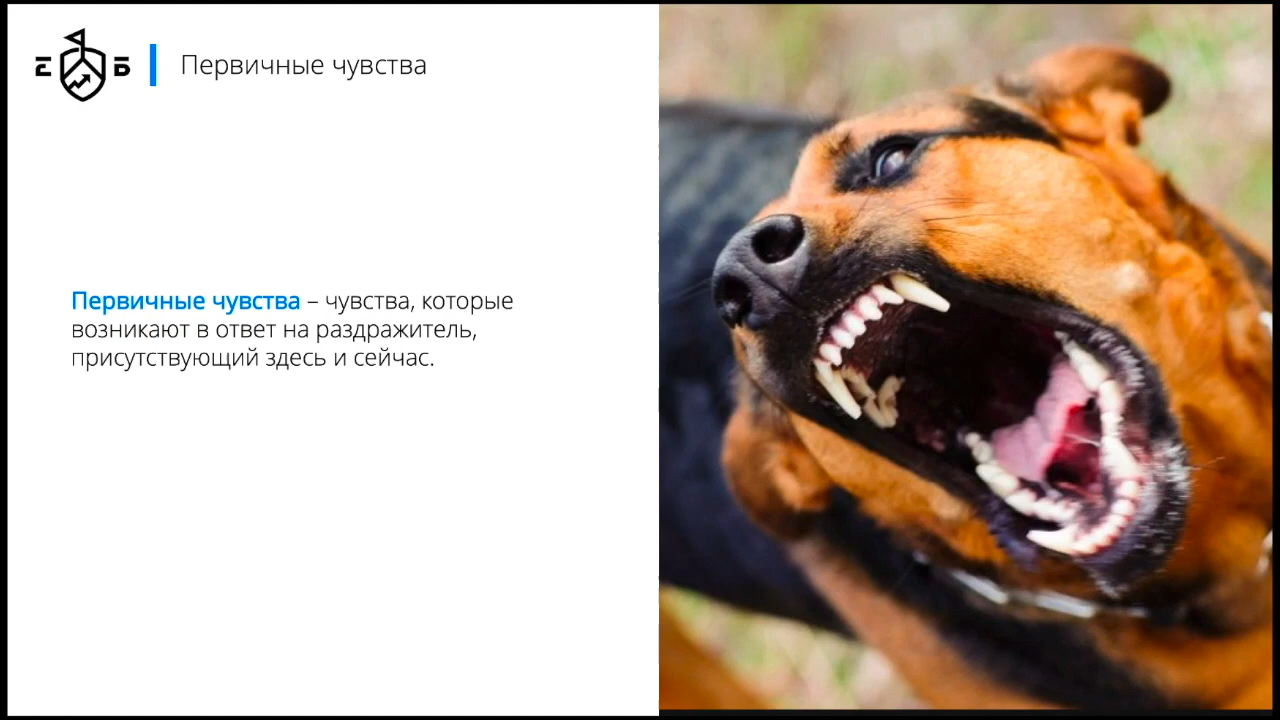 Е Б
Первичные чувства
Первичные чувства – чувства, которые
возникают в ответ на раздражитель,
присутствующий здесь и сейчас.